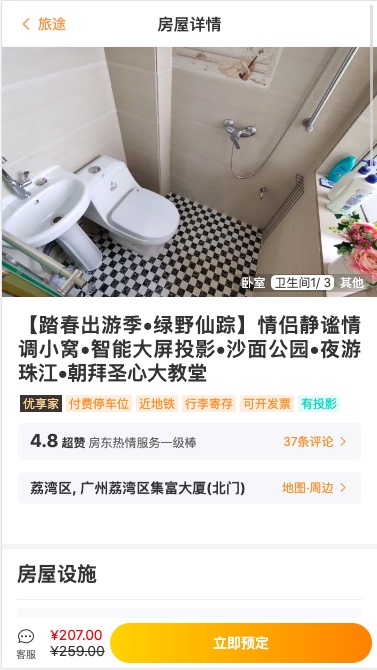 旅途
房屋详情
卧室 卫生间1/ 3 其他
【踏春出游季•绿野仙踪】情侣静谧情
调小窝•智能大屏投影•沙面公园•夜游
珠江•朝拜圣心大教堂
优享家 付费停车位 近地铁 行李寄存 可开发票 有投影
4.8 超赞 房东热情服务一级棒 37条评论
荔湾区, 广州荔湾区集富大厦(北门) 地图·周边
房屋设施
客服
¥207.00
¥259.00
立即预定